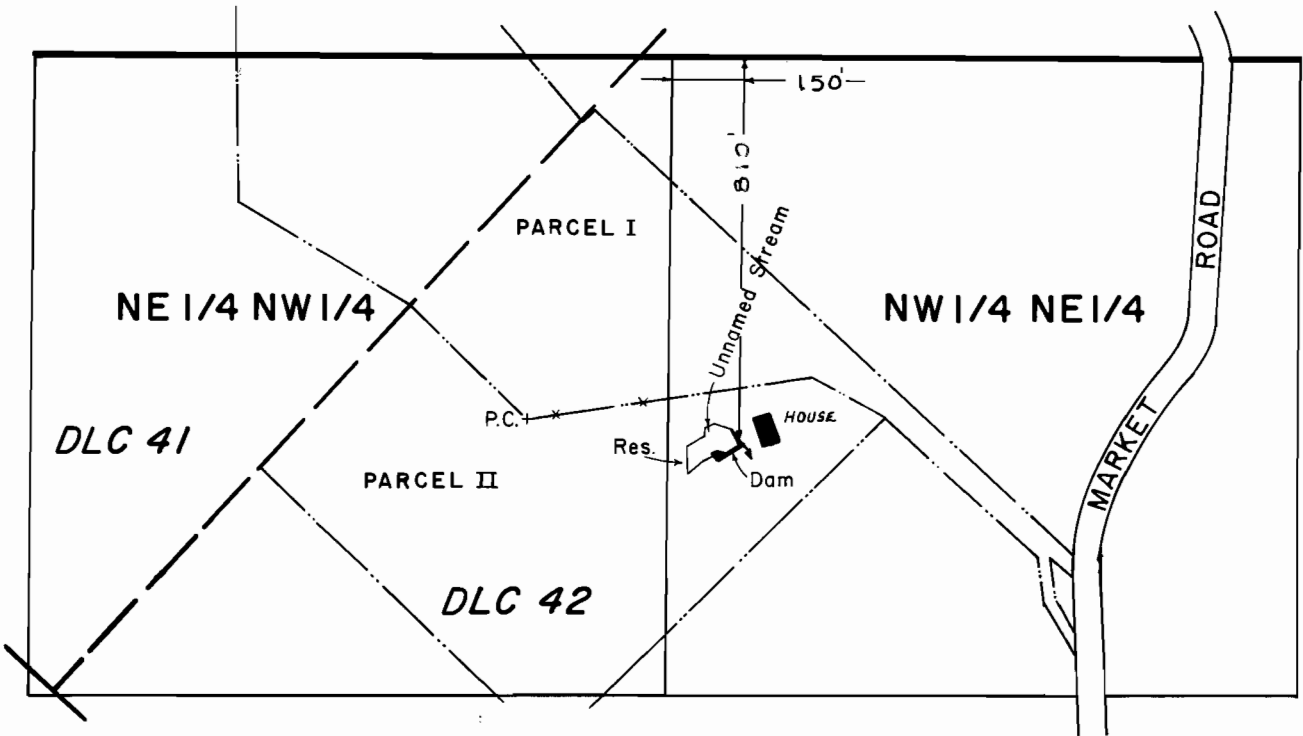 150'
810'
PARCEL I
Unnamed Stream
ROAD
NE 1/4 NW 1/4
NW 1/4 NE 1/4
MARKET
P.C.
HOUSE
DLC 41
Res.
PARCEL II
Dam
DLC 42